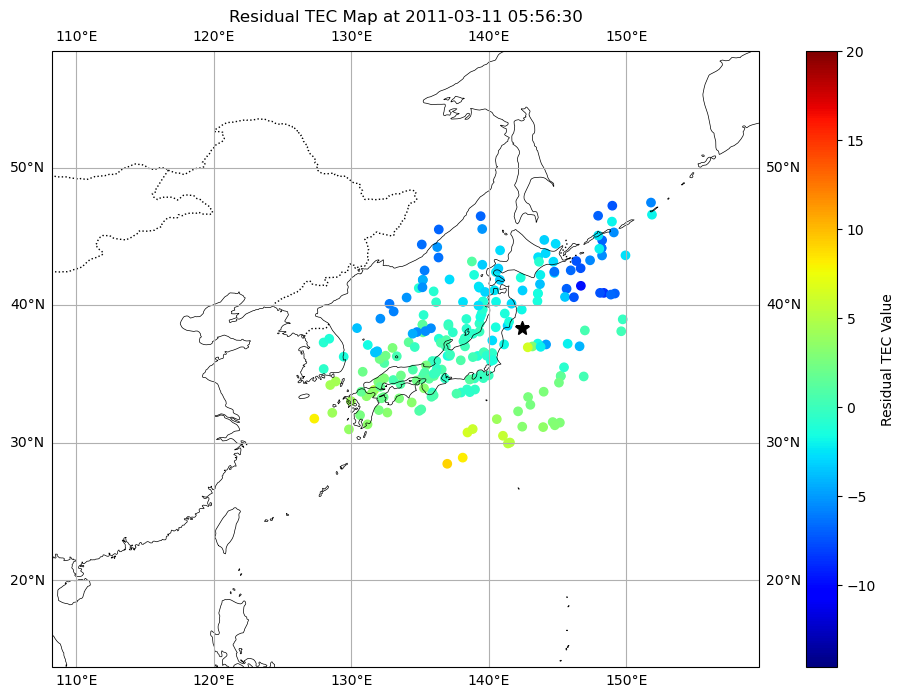 Residual TEC Map at 2011-03-11 05:56:30
110°E 120°E 130°E 140°E 150°E
20
15
50°N 50°N
10
5
40°N 40°N
Residual TEC Value
0
30°N 30°N
−5
−10
20°N 20°N
110°E 120°E 130°E 140°E 150°E